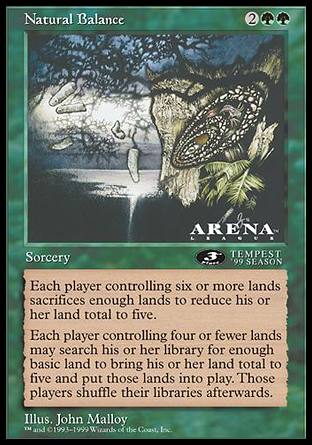 Natural Balance 2
ARENA
LEAGUE
Sorcery 3 TEMPEST
Place '99 SEASON
Each player controlling six or more lands
sacrifices enough lands to reduce his or
her land total to five.
Each player controlling four or fewer lands
may search his or her library for enough
basic land to bring his or her land total to
five and put those lands into play. Those
players shuffle their libraries afterwards.
Illus. John Malloy
™ and ©1993–1999 Wizards of the Coast, Inc.